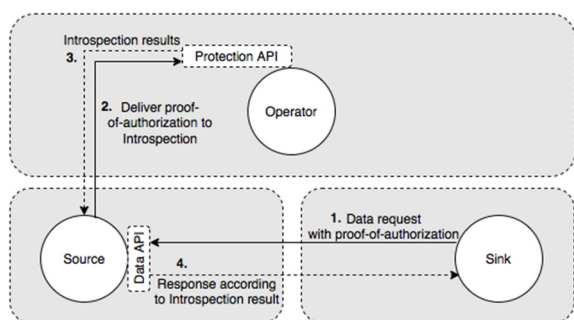 Introspection results
3.
Protection API
2. Deliver proof-
of-authorization to
Introspection
Operator
1. Data request
with proof-of-authorization
Source
Data API
4.
Response according
to Introspection result
Sink